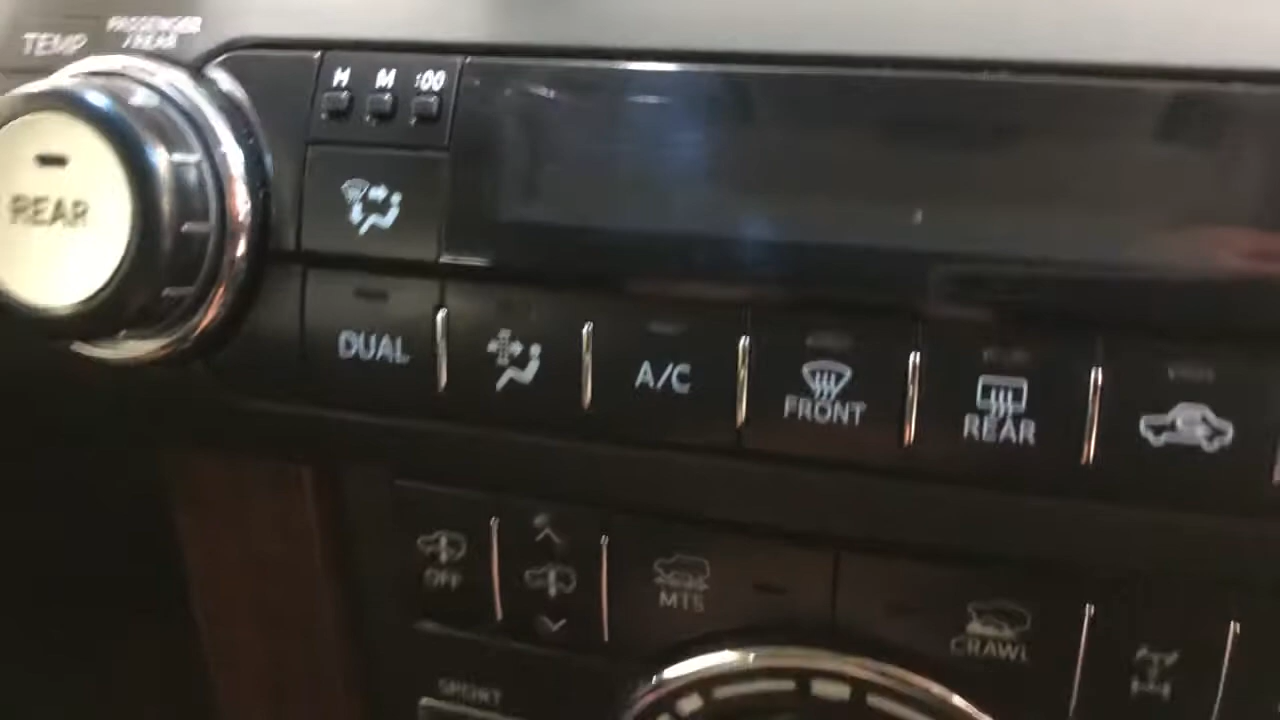 TEMP
PASSENGER
/REAR
H M :00
REAR
DUAL
A/C
FRONT
REAR
OFF
MTS
CRAWL
SPORT